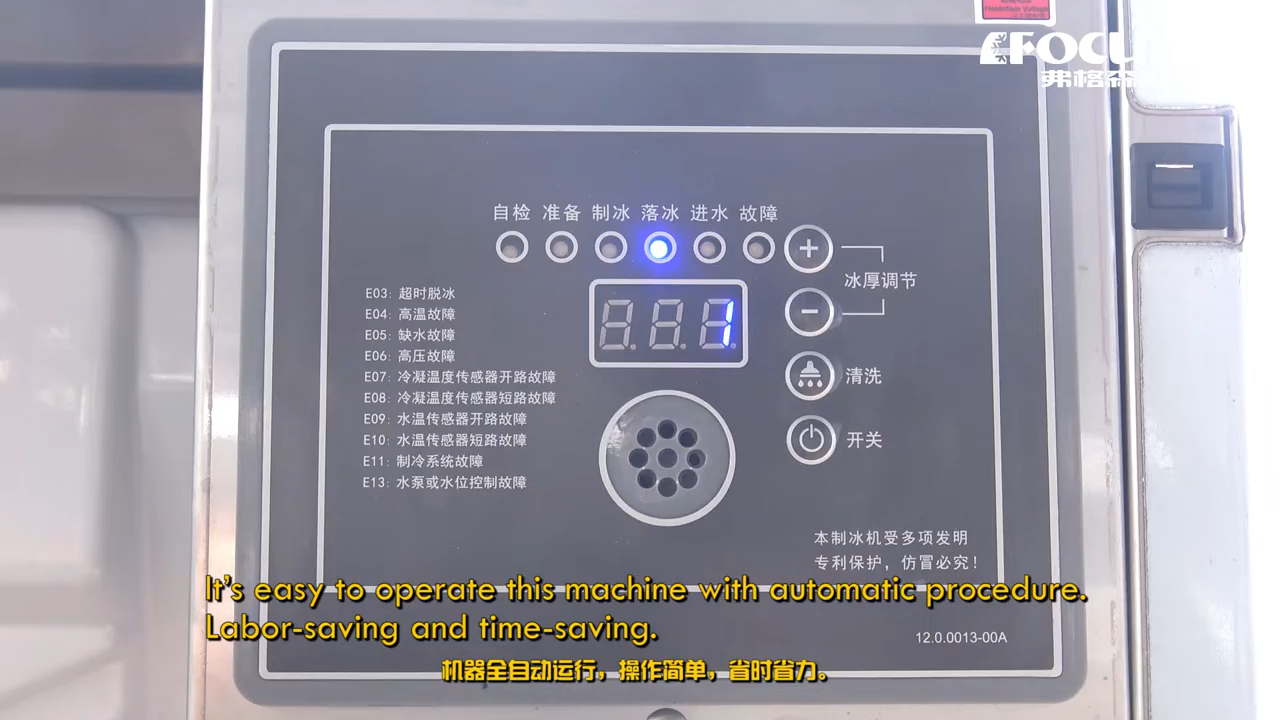 Hazardous Voltage
FOCU
弗格森
自检 准备 制冰 落冰 进水 故障
冰厚调节
E03: 超时脱冰
E04: 高温故障
E05: 缺水故障
E06: 高压故障
E07: 冷凝温度传感器开路故障
E08: 冷凝温度传感器短路故障
E09: 水温传感器开路故障
E10: 水温传感器短路故障
E11: 制冷系统故障
E13: 水泵或水位控制故障
1
清洗
开关
本制冰机受多项发明
专利保护，仿冒必究！
It's easy to operate this machine with automatic procedure.
Labor-saving and time-saving.
12.0.0013-00A
机器全自动运行，操作简单，省时省力。